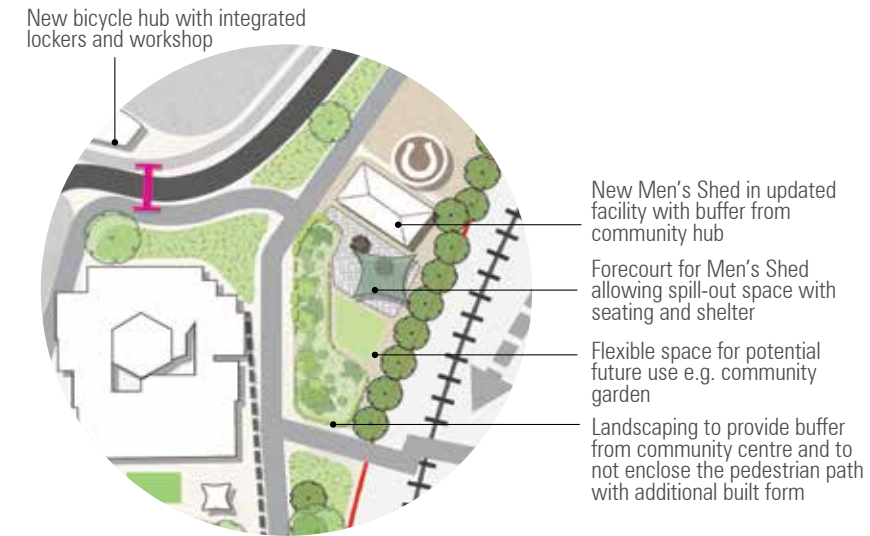 New bicycle hub with integrated
lockers and workshop
New Men's Shed in updated
facility with buffer from
community hub
Forecourt for Men's Shed
allowing spill-out space with
seating and shelter
Flexible space for potential
future use e.g. community
garden
Landscaping to provide buffer
from community centre and to
not enclose the pedestrian path
with additional built form